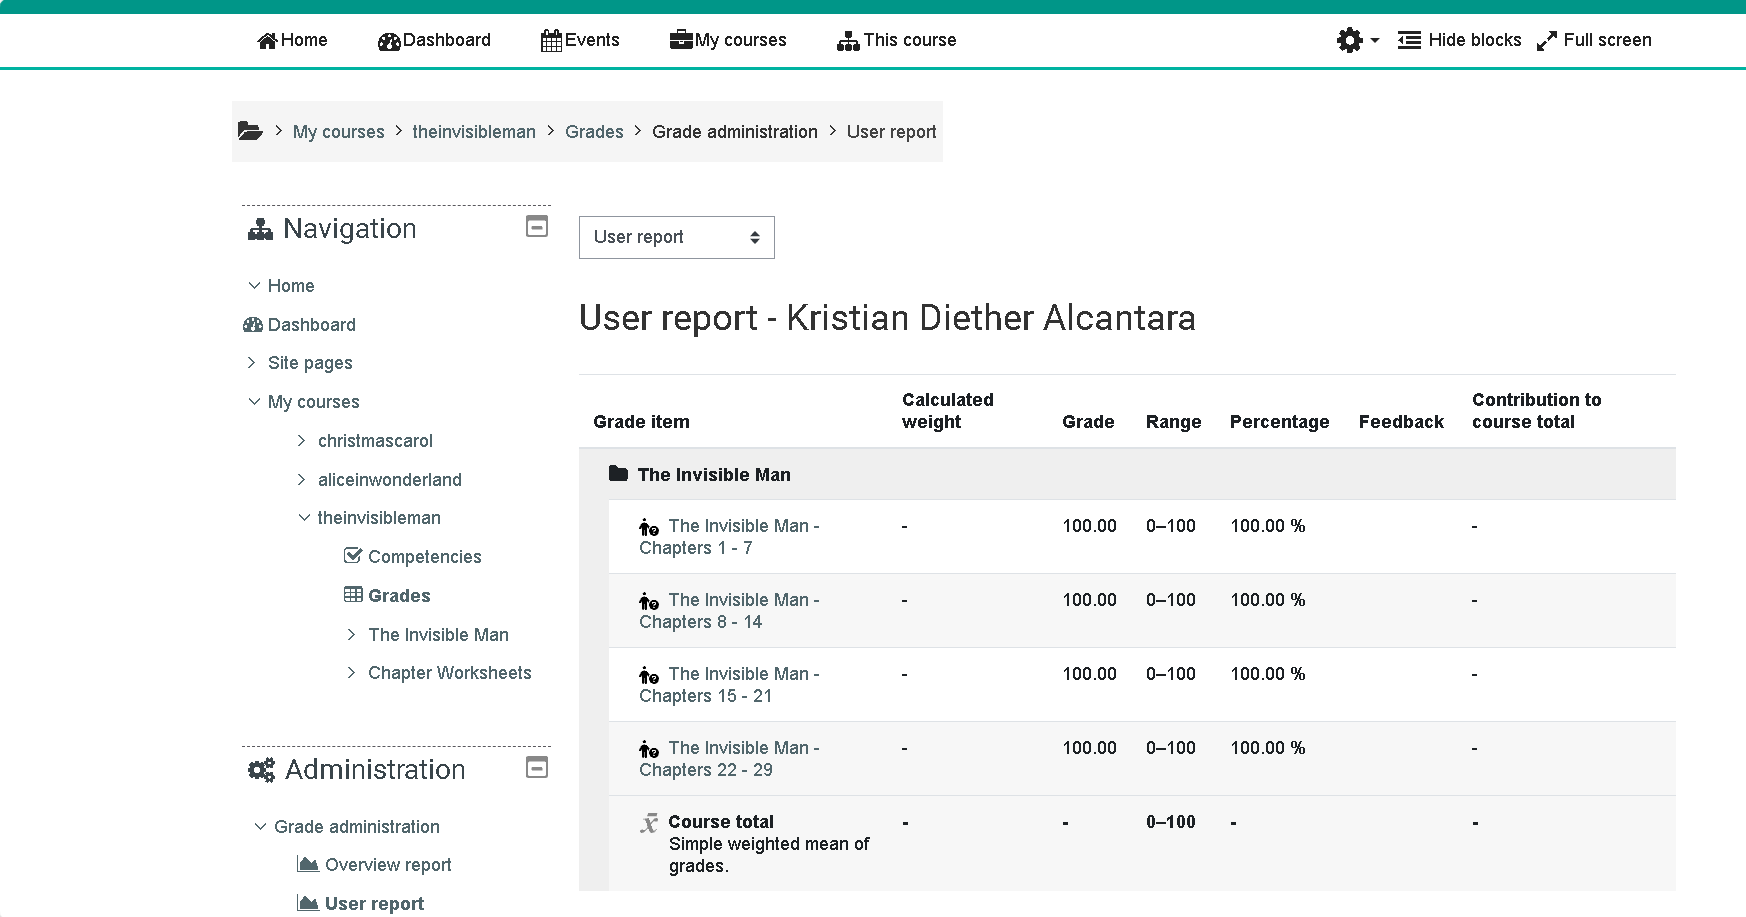 Home Dashboard Events My courses This course Hide blocks Full screen
My courses theinvisibleman Grades Grade administration User report
Navigation
Home
Dashboard
Site pages
My courses
christmascarol
aliceinwonderland
theinvisibleman
Competencies
Grades
The Invisible Man
Chapter Worksheets
Administration
Grade administration
Overview report
User report
User report
User report - Kristian Diether Alcantara
Grade item Calculated weight Grade Range Percentage Feedback Contribution to course total
The Invisible Man
The Invisible Man - - 100.00 0–100 100.00 % -
Chapters 1 - 7
The Invisible Man - - 100.00 0–100 100.00 % -
Chapters 8 - 14
The Invisible Man - - 100.00 0–100 100.00 % -
Chapters 15 - 21
The Invisible Man - - 100.00 0–100 100.00 % -
Chapters 22 - 29
x̄ Course total - - 0–100 - -
Simple weighted mean of
grades.